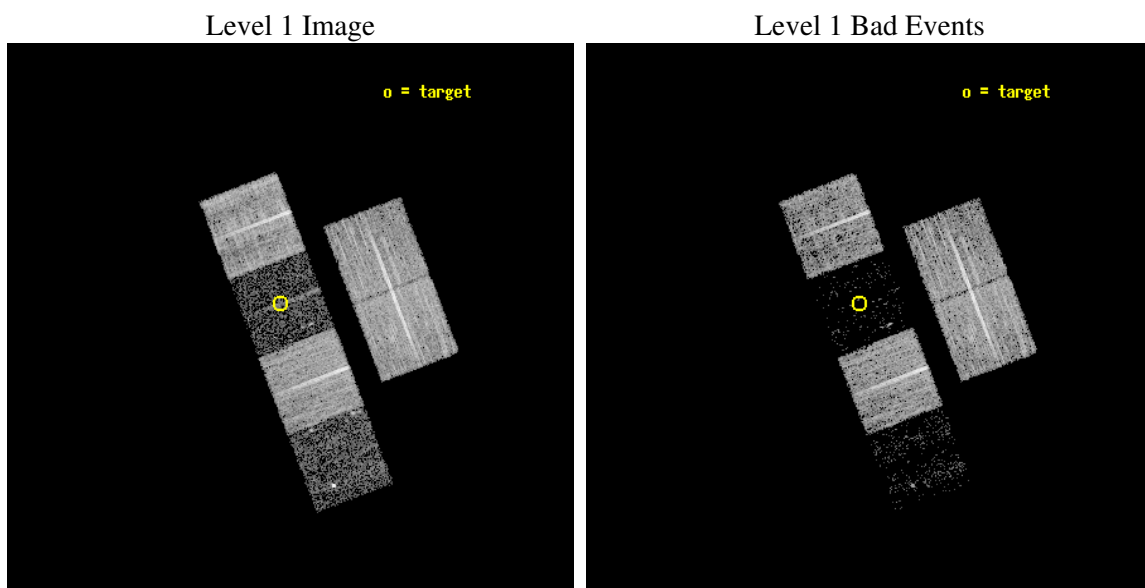 Level 1 Image
Level 1 Bad Events
o = target
o = target